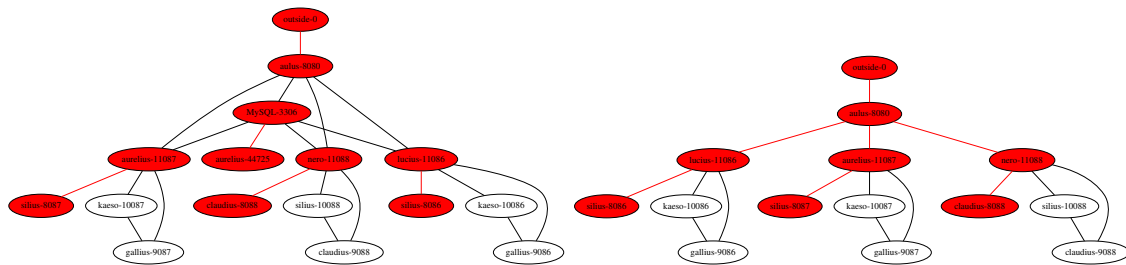 outside-0
aulus-8080
MySQL-3306
aurelius-11087 aurelius-44725 nero-11088 lucius-11086
silius-8087 kaeso-10087 claudius-8088 silius-10088 silius-8086 kaeso-10086
gallius-9087 claudius-9088 gallius-9086
outside-0
aulus-8080
lucius-11086 aurelius-11087 nero-11088
silius-8086 kaeso-10086 silius-8087 kaeso-10087 claudius-8088 silius-10088
gallius-9086 gallius-9087 claudius-9088